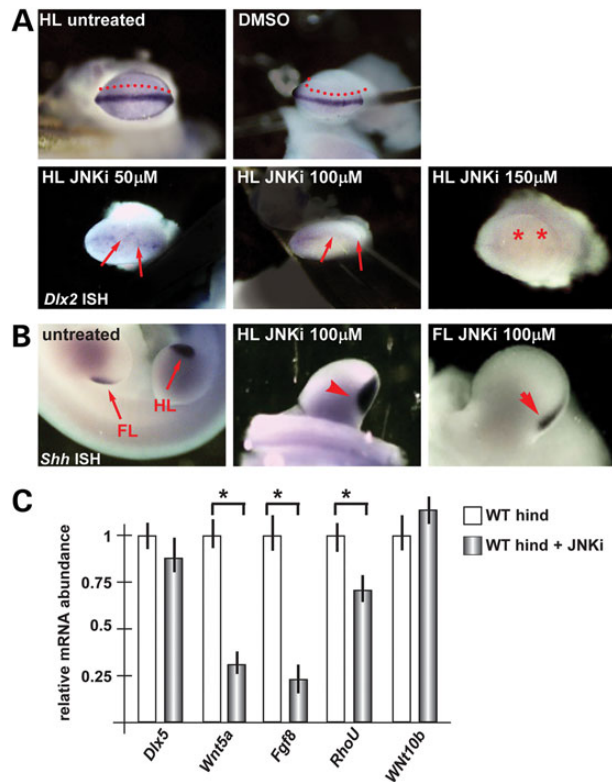 A
HL untreated
DMSO
HL JNKi 50μM
HL JNKi 100μM
HL JNKi 150μM
* *
Dlx2 ISH
B
untreated
HL JNKi 100μM
FL JNKi 100μM
HL
FL
Shh ISH
C
* * *
WT hind
WT hind + JNKi
relative mRNA abundance
1
0.75
0.5
0.25
Dlx5
Wnt5a
Fgf8
RhoU
WNt10b